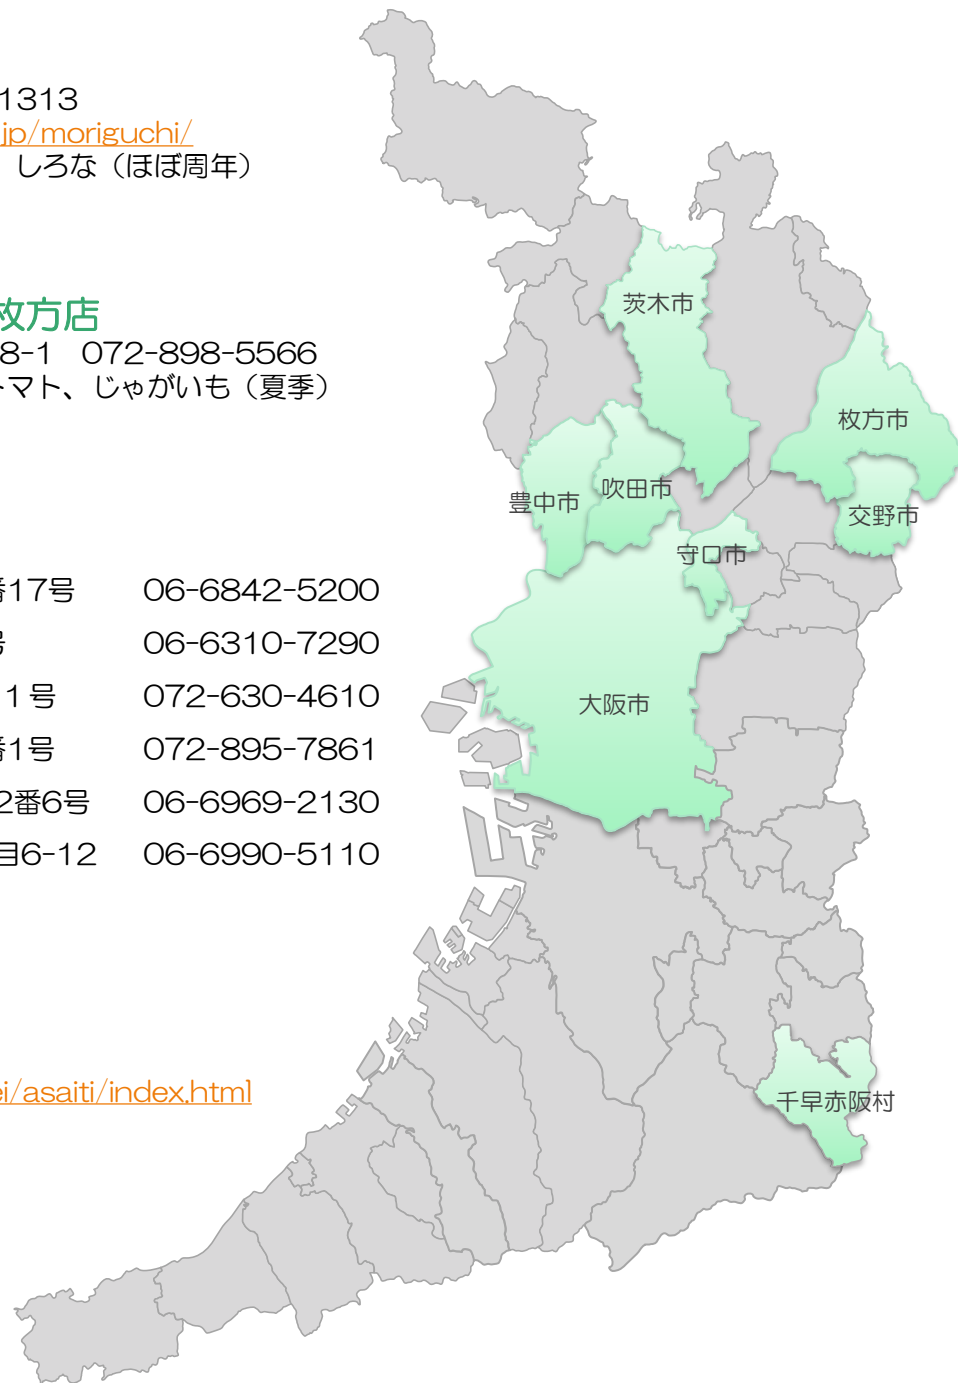 1313
jp/moriguchi/
しろな（ほぼ周年）
枚方店
8-1　072-898-5566
トマト、じゃがいも（夏季）
番17号　06-6842-5200
号　06-6310-7290
１号　072-630-4610
番1号　072-895-7861
2番6号　06-6969-2130
目6-12　06-6990-5110
ei/asaiti/index.html
茨木市
枚方市
豊中市
吹田市
交野市
守口市
大阪市
千早赤阪村